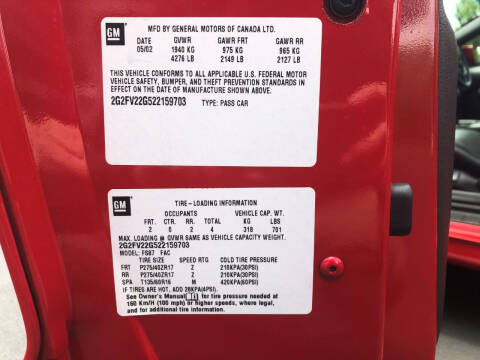 GM
MFD BY GENERAL MOTORS OF CANADA LTD.
DATE GVWR GAWR FRT GAWR RR
05/02 1940 KG 975 KG 965 KG
4276 LB 2149 LB 2127 LB
THIS VEHICLE CONFORMS TO ALL APPLICABLE U.S. FEDERAL MOTOR
VEHICLE SAFETY, BUMPER, AND THEFT PREVENTION STANDARDS IN
EFFECT ON THE DATE OF MANUFACTURE SHOWN ABOVE.
2G2FV22G522159703 TYPE: PASS CAR
GM
TIRE-LOADING INFORMATION
OCCUPANTS VEHICLE CAP. WT.
FRT. CTR. RR. TOTAL KG LBS
2 0 2 4 318 701
MAX. LOADING @ GVWR SAME AS VEHICLE CAPACITY WEIGHT.
2G2FV22G522159703
MODEL: FS87 FAC
TIRE SIZE SPEED RTG COLD TIRE PRESSURE
FRT P275/40ZR17 Z 210KPA(30PSI)
RR P275/40ZR17 Z 210KPA(30PSI)
SPA T135/60R16 M 420KPA(60PSI)
IF TIRES ARE HOT, ADD 28KPA(4PSI).
See Owner's Manual for tire pressure needed at
160 Km/H (100 mph) or higher speeds, where legal,
and for additional tire information.